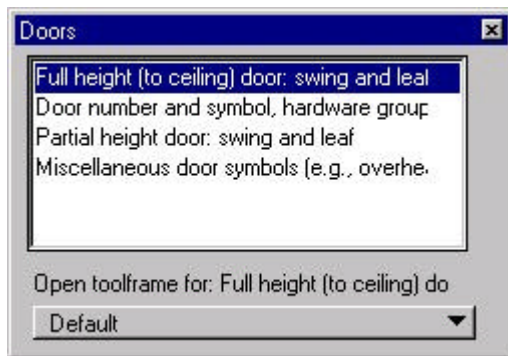 Doors
Full height (to ceiling) door: swing and leaf
Door number and symbol, hardware group
Partial height door: swing and leaf
Miscellaneous door symbols (e.g., overhe
Open toolframe for: Full height (to ceiling) do
Default